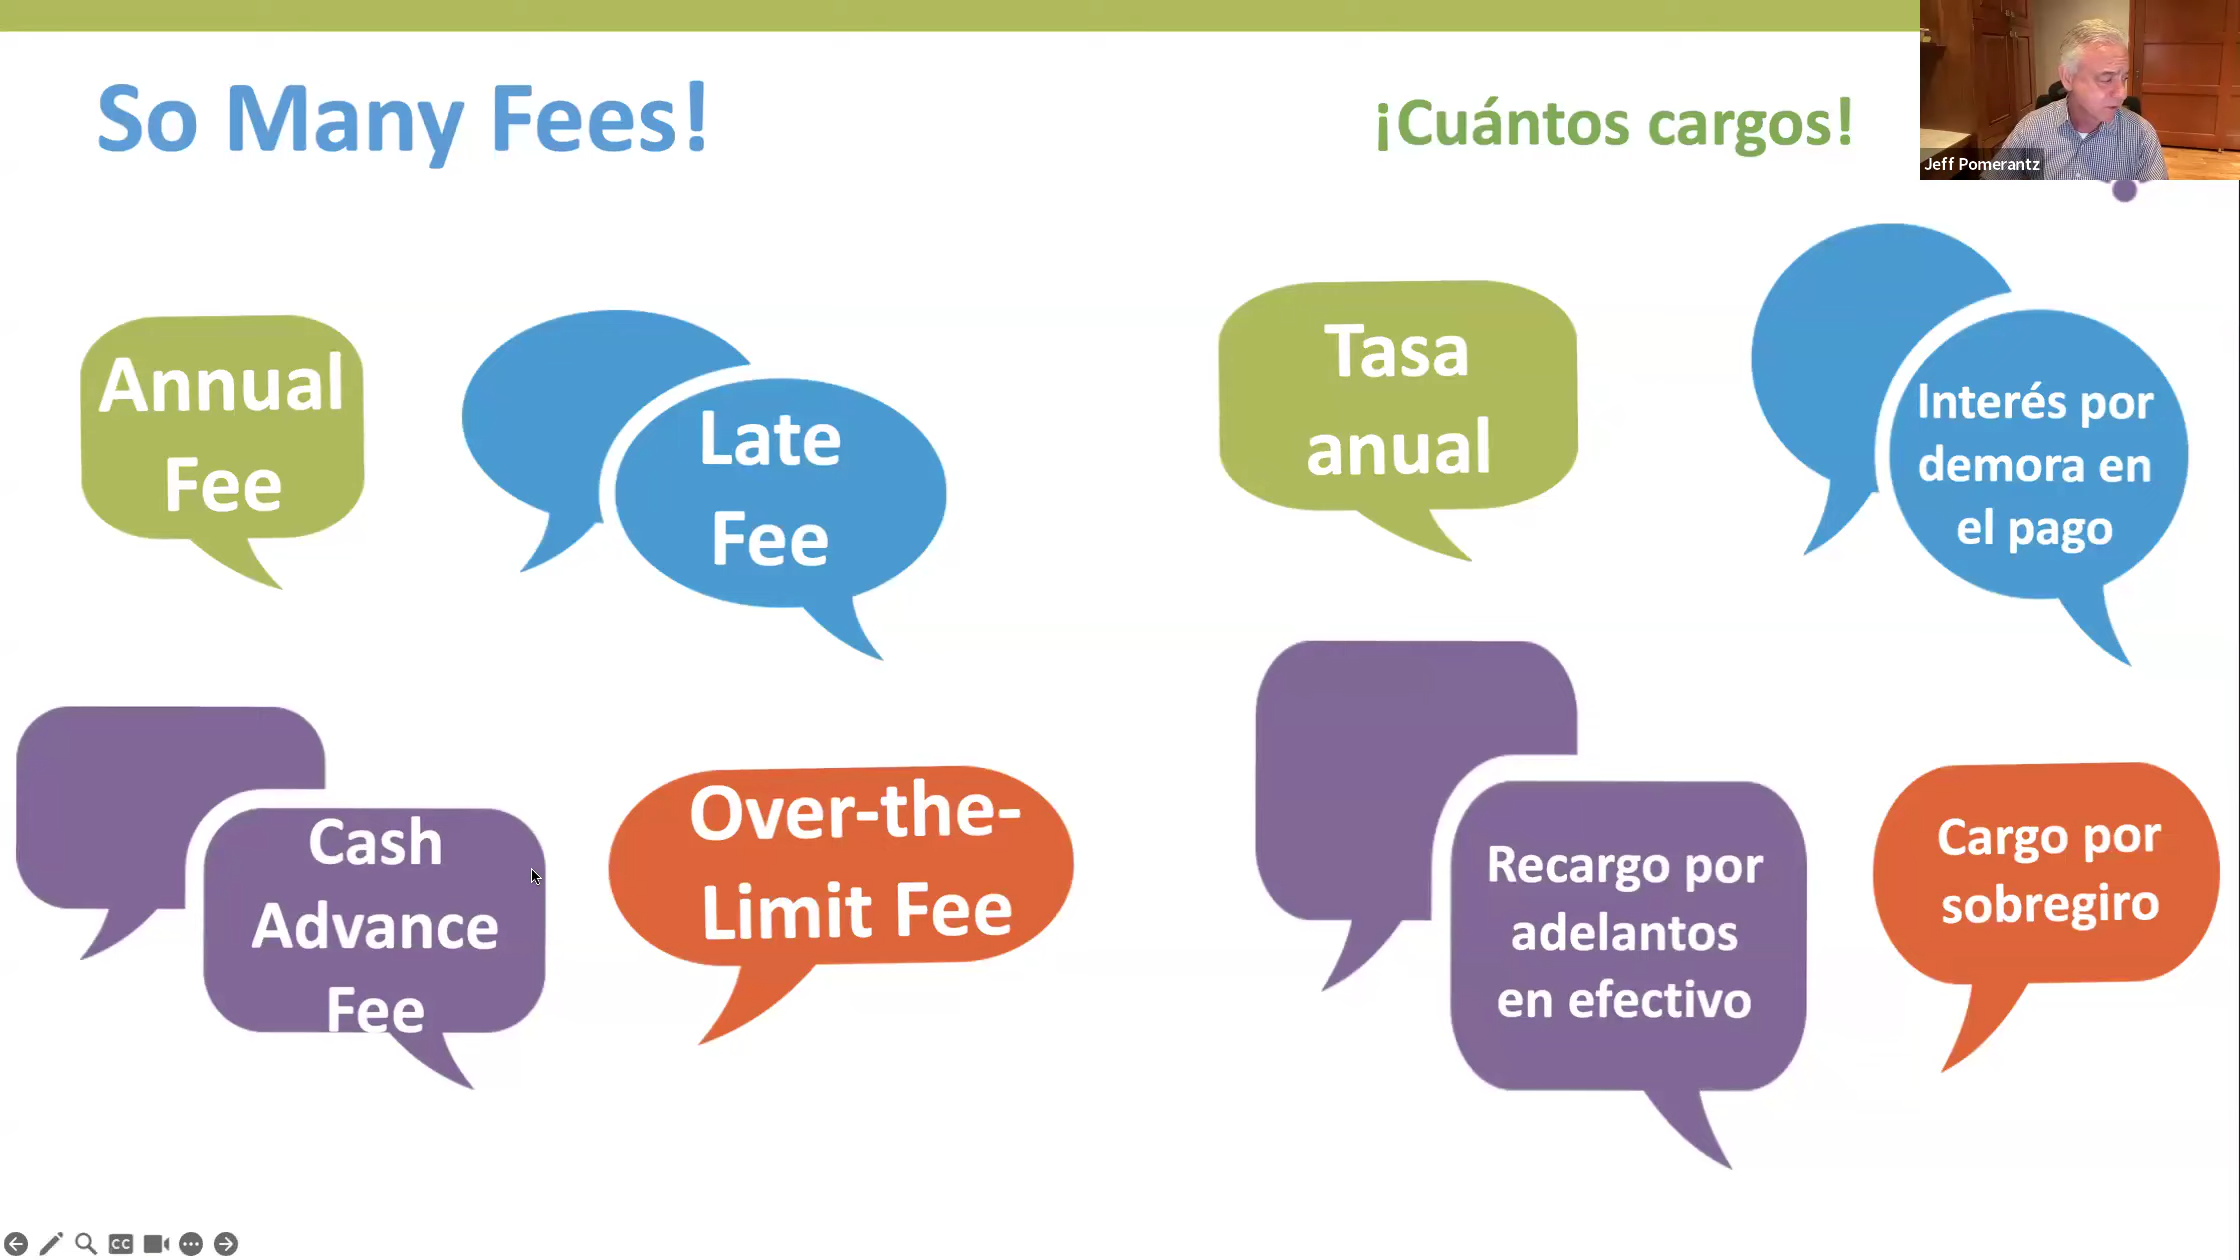 So Many Fees!
¡Cuántos cargos!
Jeff Pomerantz
Annual
Fee
Late
Fee
Cash
Advance
Fee
Over-the-
Limit Fee
Tasa
anual
Interés por
demora en
el pago
Recargo por
adelantos
en efectivo
Cargo por
sobregiro
CC